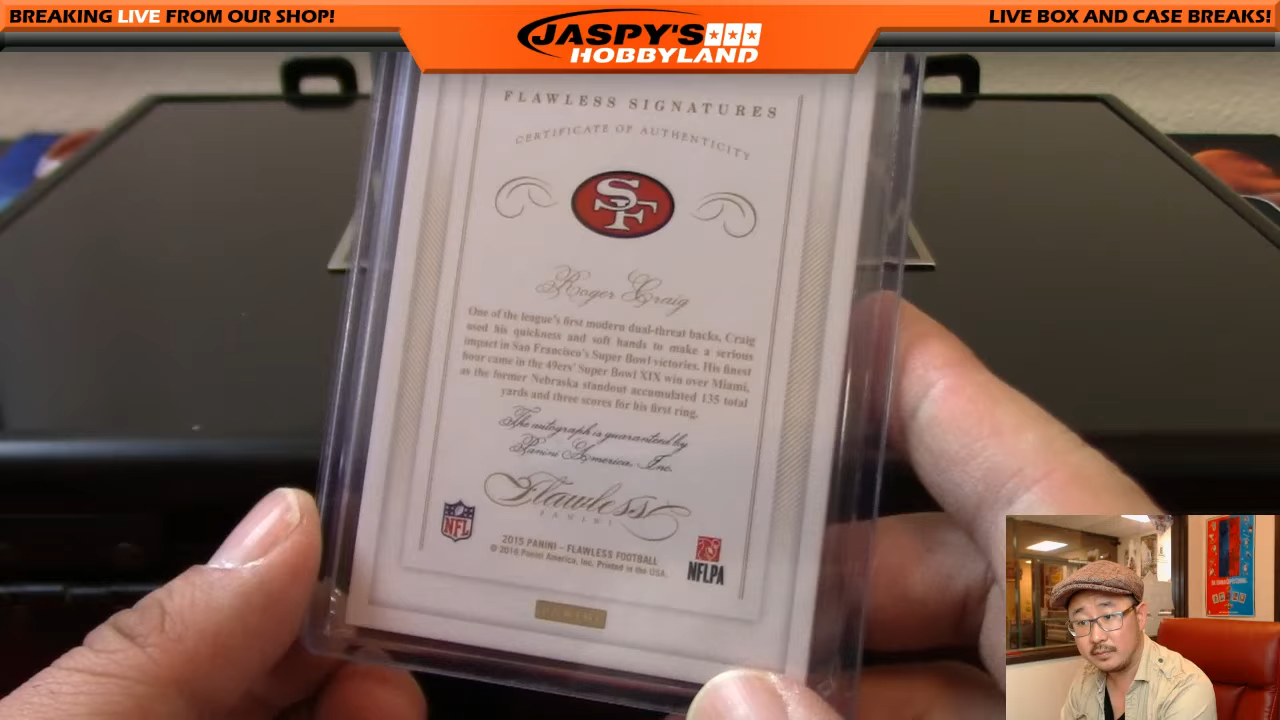 BREAKING LIVE FROM OUR SHOP!
JASPY'S
HOBBYLAND
LIVE BOX AND CASE BREAKS!
FLAWLESS SIGNATURES
CERTIFICATE OF AUTHENTICITY
SF
Roger Craig
One of the league's first modern dual-threat backs, Craig
used his quickness and soft hands to make a serious
impact in San Francisco's Super Bowl victories. His finest
hour came in the 49ers' Super Bowl XIX win over Miami,
as the former Nebraska standout accumulated 135 total
yards and three scores for his first ring.
The autograph is guaranteed by
Panini America, Inc.
Flawless
PANINI
NFL
2015 PANINI – FLAWLESS FOOTBALL
© 2016 Panini America, Inc. Printed in the USA.
NFLPA